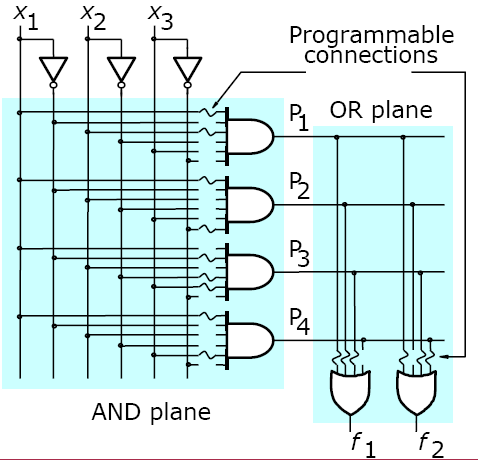 x1 x2 x3
Programmable
connections
P1
OR plane
P2
P3
P4
AND plane
f1 f2